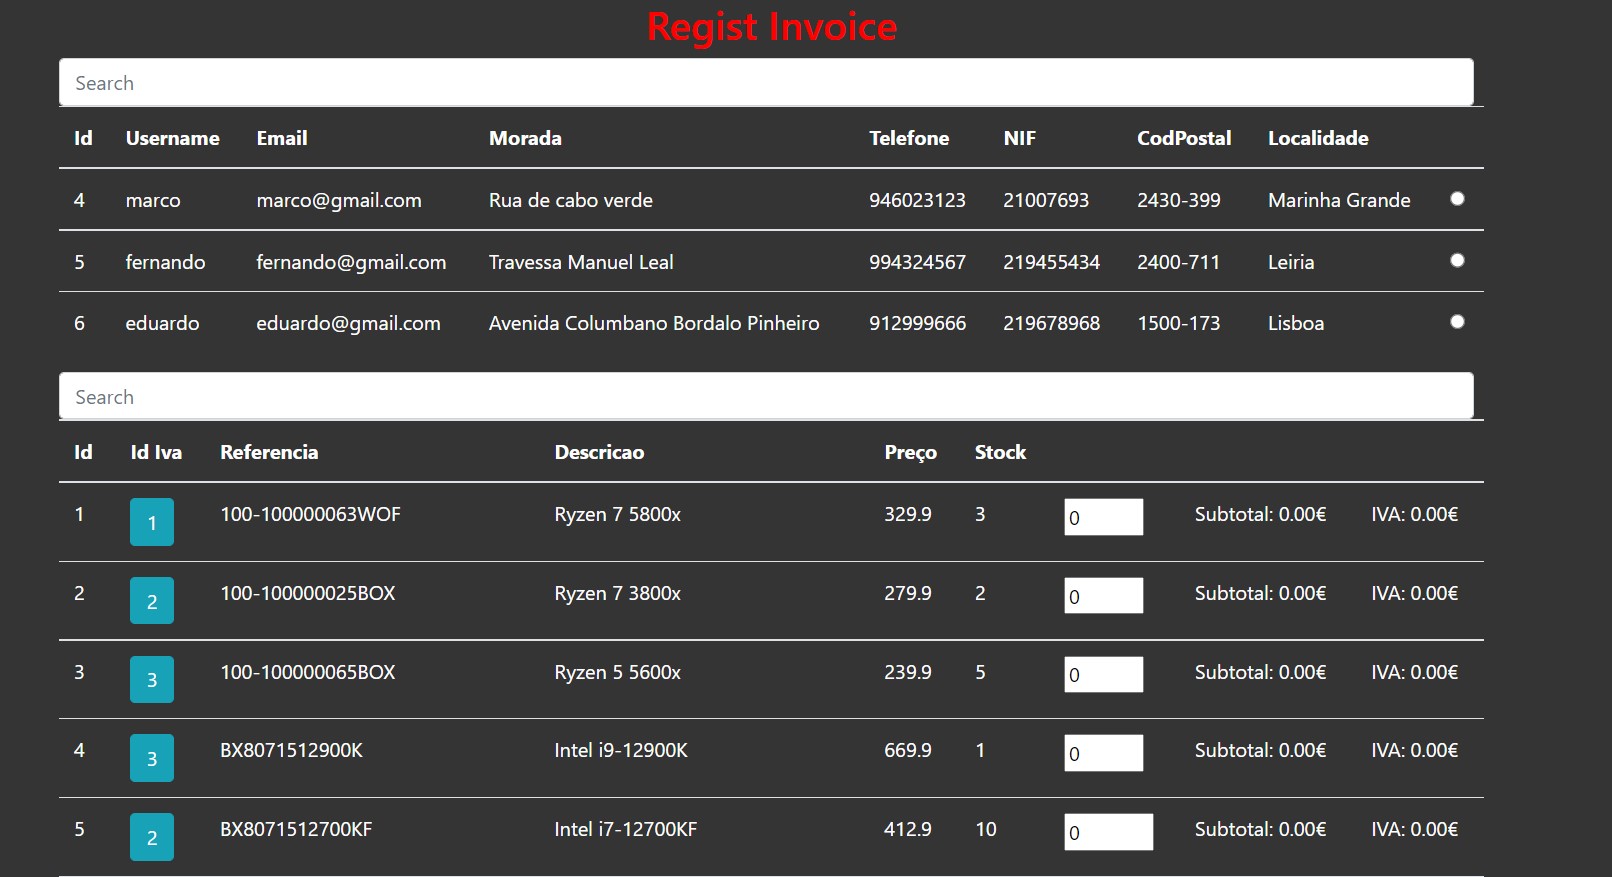 Regist Invoice
Search
Id Username Email Morada Telefone NIF CodPostal Localidade
4 marco marco@gmail.com Rua de cabo verde 946023123 21007693 2430-399 Marinha Grande
5 fernando fernando@gmail.com Travessa Manuel Leal 994324567 219455434 2400-711 Leiria
6 eduardo eduardo@gmail.com Avenida Columbano Bordalo Pinheiro 912999666 219678968 1500-173 Lisboa
Search
Id Id Iva Referencia Descricao Preço Stock
1 1 100-100000063WOF Ryzen 7 5800x 329.9 3 0 Subtotal: 0.00€ IVA: 0.00€
2 2 100-100000025BOX Ryzen 7 3800x 279.9 2 0 Subtotal: 0.00€ IVA: 0.00€
3 3 100-100000065BOX Ryzen 5 5600x 239.9 5 0 Subtotal: 0.00€ IVA: 0.00€
4 3 BX8071512900K Intel i9-12900K 669.9 1 0 Subtotal: 0.00€ IVA: 0.00€
5 2 BX8071512700KF Intel i7-12700KF 412.9 10 0 Subtotal: 0.00€ IVA: 0.00€